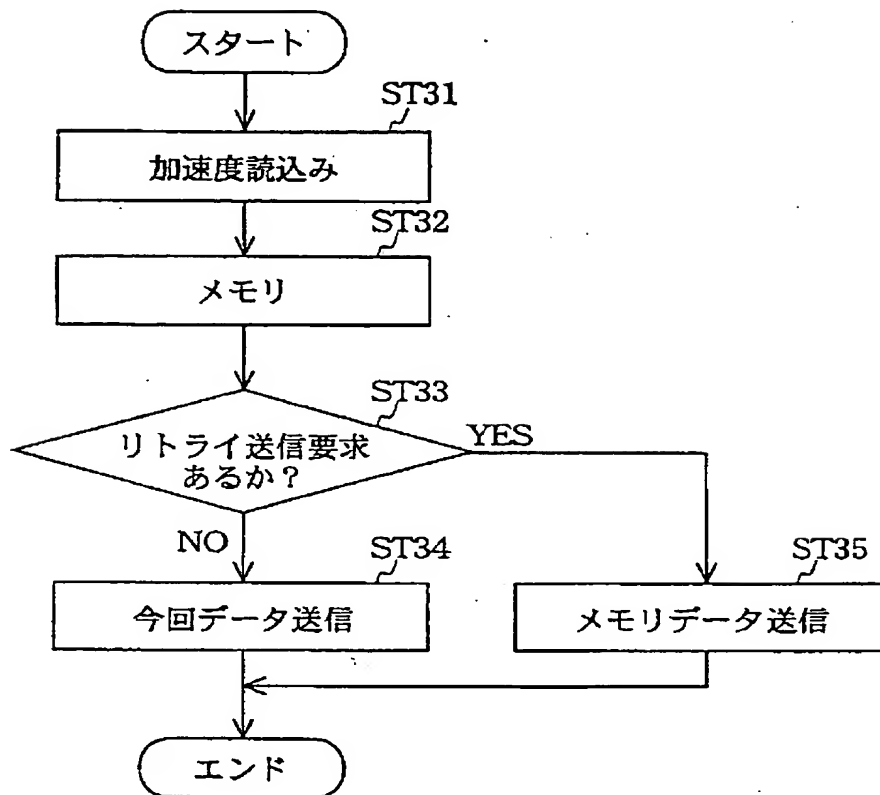 スタート
ST31
加速度読込み
ST32
メモリ
ST33
リトライ送信要求
あるか？
YES
NO
ST34
今回データ送信
ST35
メモリデータ送信
エンド